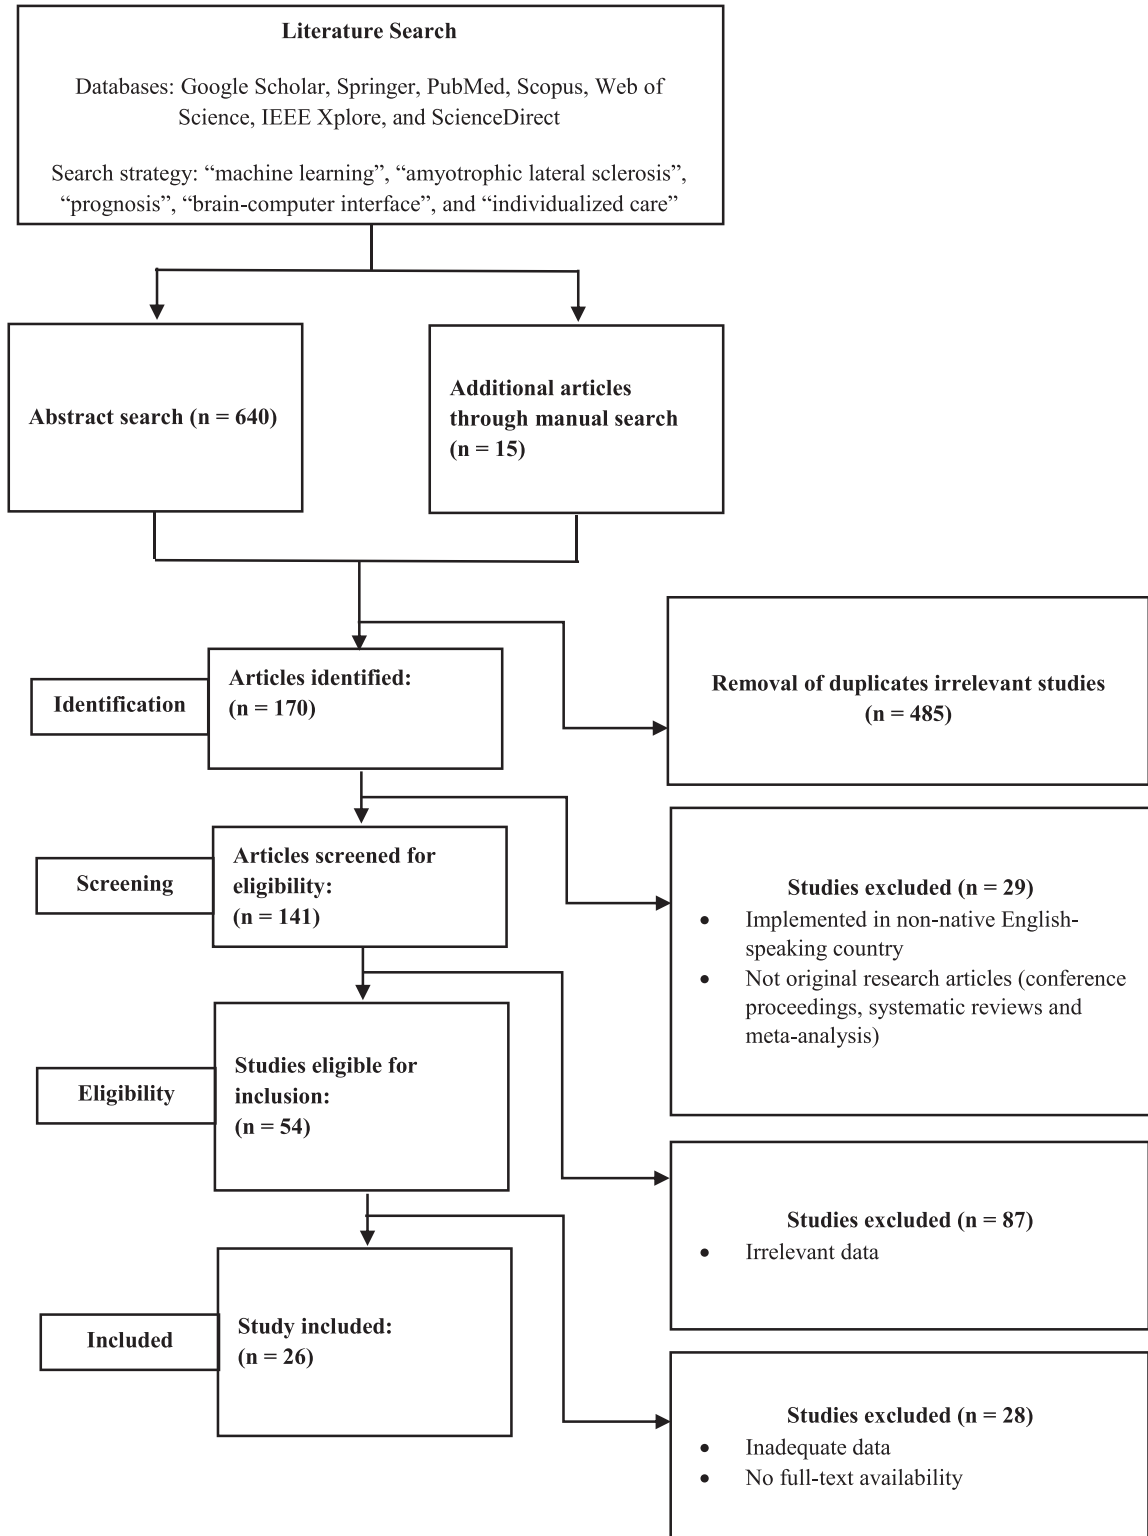 Literature Search
Databases: Google Scholar, Springer, PubMed, Scopus, Web of
Science, IEEE Xplore, and ScienceDirect
Search strategy: “machine learning”, “amyotrophic lateral sclerosis”,
“prognosis”, “brain-computer interface”, and “individualized care”
Abstract search (n = 640)
Additional articles
through manual search
(n = 15)
Identification
Articles identified:
(n = 170)
Removal of duplicates irrelevant studies
(n = 485)
Screening
Articles screened for
eligibility:
(n = 141)
Studies excluded (n = 29)
• Implemented in non-native English-
speaking country
• Not original research articles (conference
proceedings, systematic reviews and
meta-analysis)
Eligibility
Studies eligible for
inclusion:
(n = 54)
Studies excluded (n = 87)
• Irrelevant data
Included
Study included:
(n = 26)
Studies excluded (n = 28)
• Inadequate data
• No full-text availability